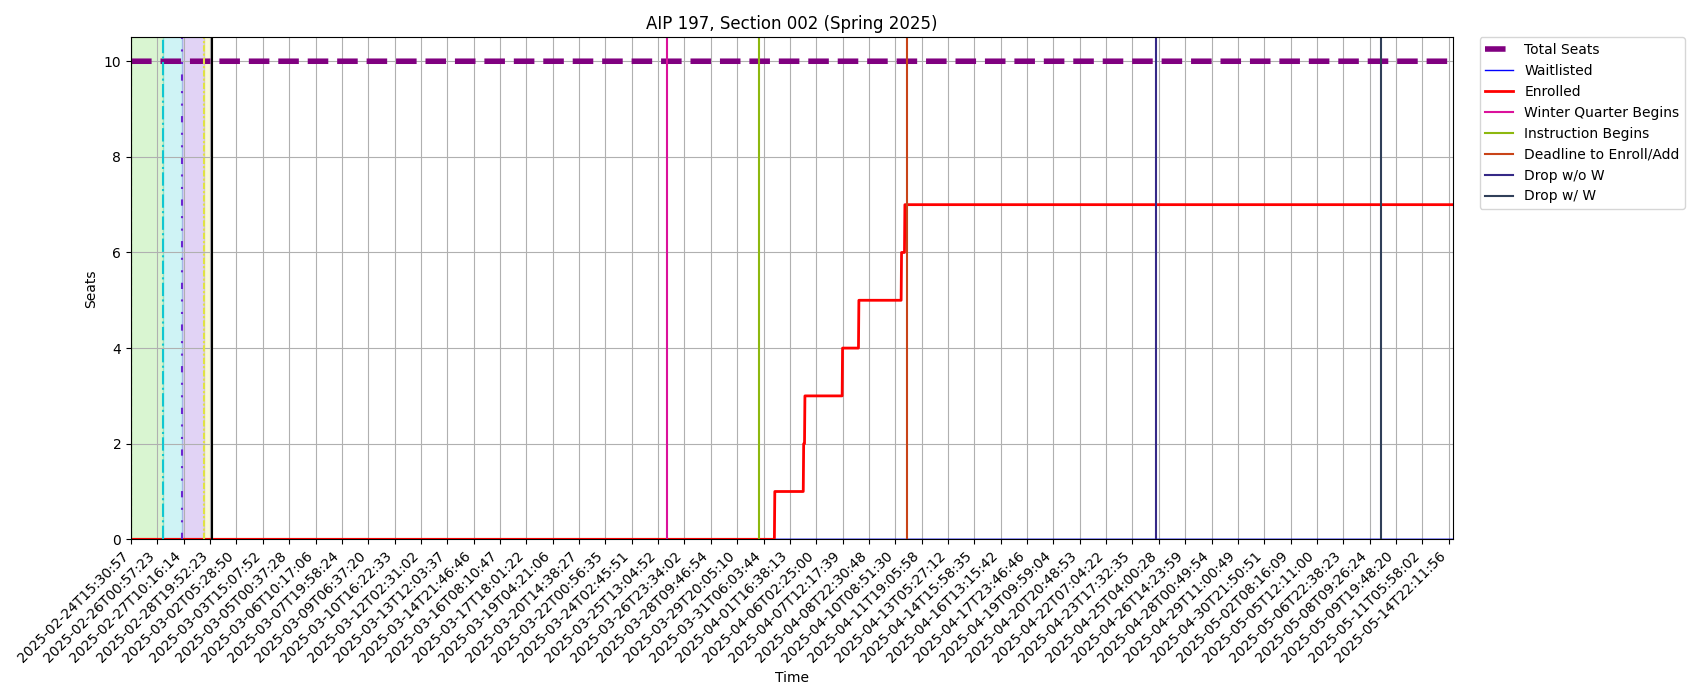 AIP 197, Section 002 (Spring 2025)
10
8
6
4
2
0
Seats
2025-02-24T15:30:57
2025-02-26T00:57:23
2025-02-27T10:16:14
2025-02-28T19:52:23
2025-03-02T05:28:50
2025-03-03T15:07:52
2025-03-05T00:37:28
2025-03-06T10:17:06
2025-03-07T19:58:24
2025-03-09T06:37:20
2025-03-10T16:22:33
2025-03-12T02:31:02
2025-03-13T12:03:37
2025-03-14T21:46:46
2025-03-16T08:10:47
2025-03-17T18:01:22
2025-03-19T04:21:06
2025-03-20T14:38:27
2025-03-22T00:56:35
2025-03-24T02:45:51
2025-03-25T13:04:52
2025-03-26T23:34:02
2025-03-28T09:46:54
2025-03-29T20:05:10
2025-03-31T06:03:44
2025-04-01T16:38:13
2025-04-06T02:25:00
2025-04-07T12:17:39
2025-04-08T22:30:48
2025-04-10T08:51:30
2025-04-11T19:05:58
2025-04-13T05:27:12
2025-04-14T15:58:35
2025-04-16T13:15:42
2025-04-17T23:46:46
2025-04-19T09:59:04
2025-04-20T20:48:53
2025-04-22T07:04:22
2025-04-23T17:32:35
2025-04-25T04:00:28
2025-04-26T14:23:59
2025-04-28T00:49:54
2025-04-29T11:00:49
2025-04-30T21:50:51
2025-05-02T08:16:09
2025-05-05T12:11:00
2025-05-06T22:38:23
2025-05-08T09:26:24
2025-05-09T19:48:20
2025-05-11T05:58:02
2025-05-14T22:11:56
Time
Total Seats
Waitlisted
Enrolled
Winter Quarter Begins
Instruction Begins
Deadline to Enroll/Add
Drop w/o W
Drop w/ W